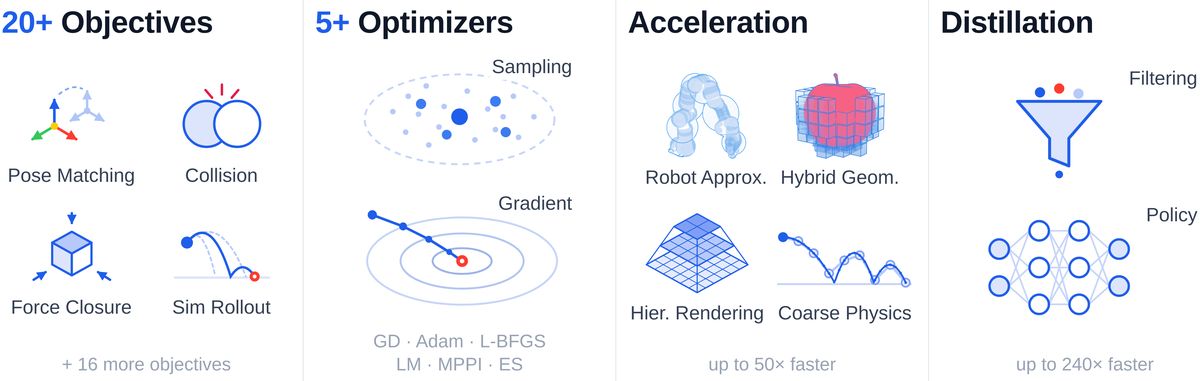 20+ Objectives
Pose Matching
Collision
Force Closure
Sim Rollout
+ 16 more objectives
5+ Optimizers
Sampling
Gradient
GD · Adam · L-BFGS
LM · MPPI · ES
Acceleration
Robot Approx.
Hybrid Geom.
Hier. Rendering
Coarse Physics
up to 50× faster
Distillation
Filtering
Policy
up to 240× faster